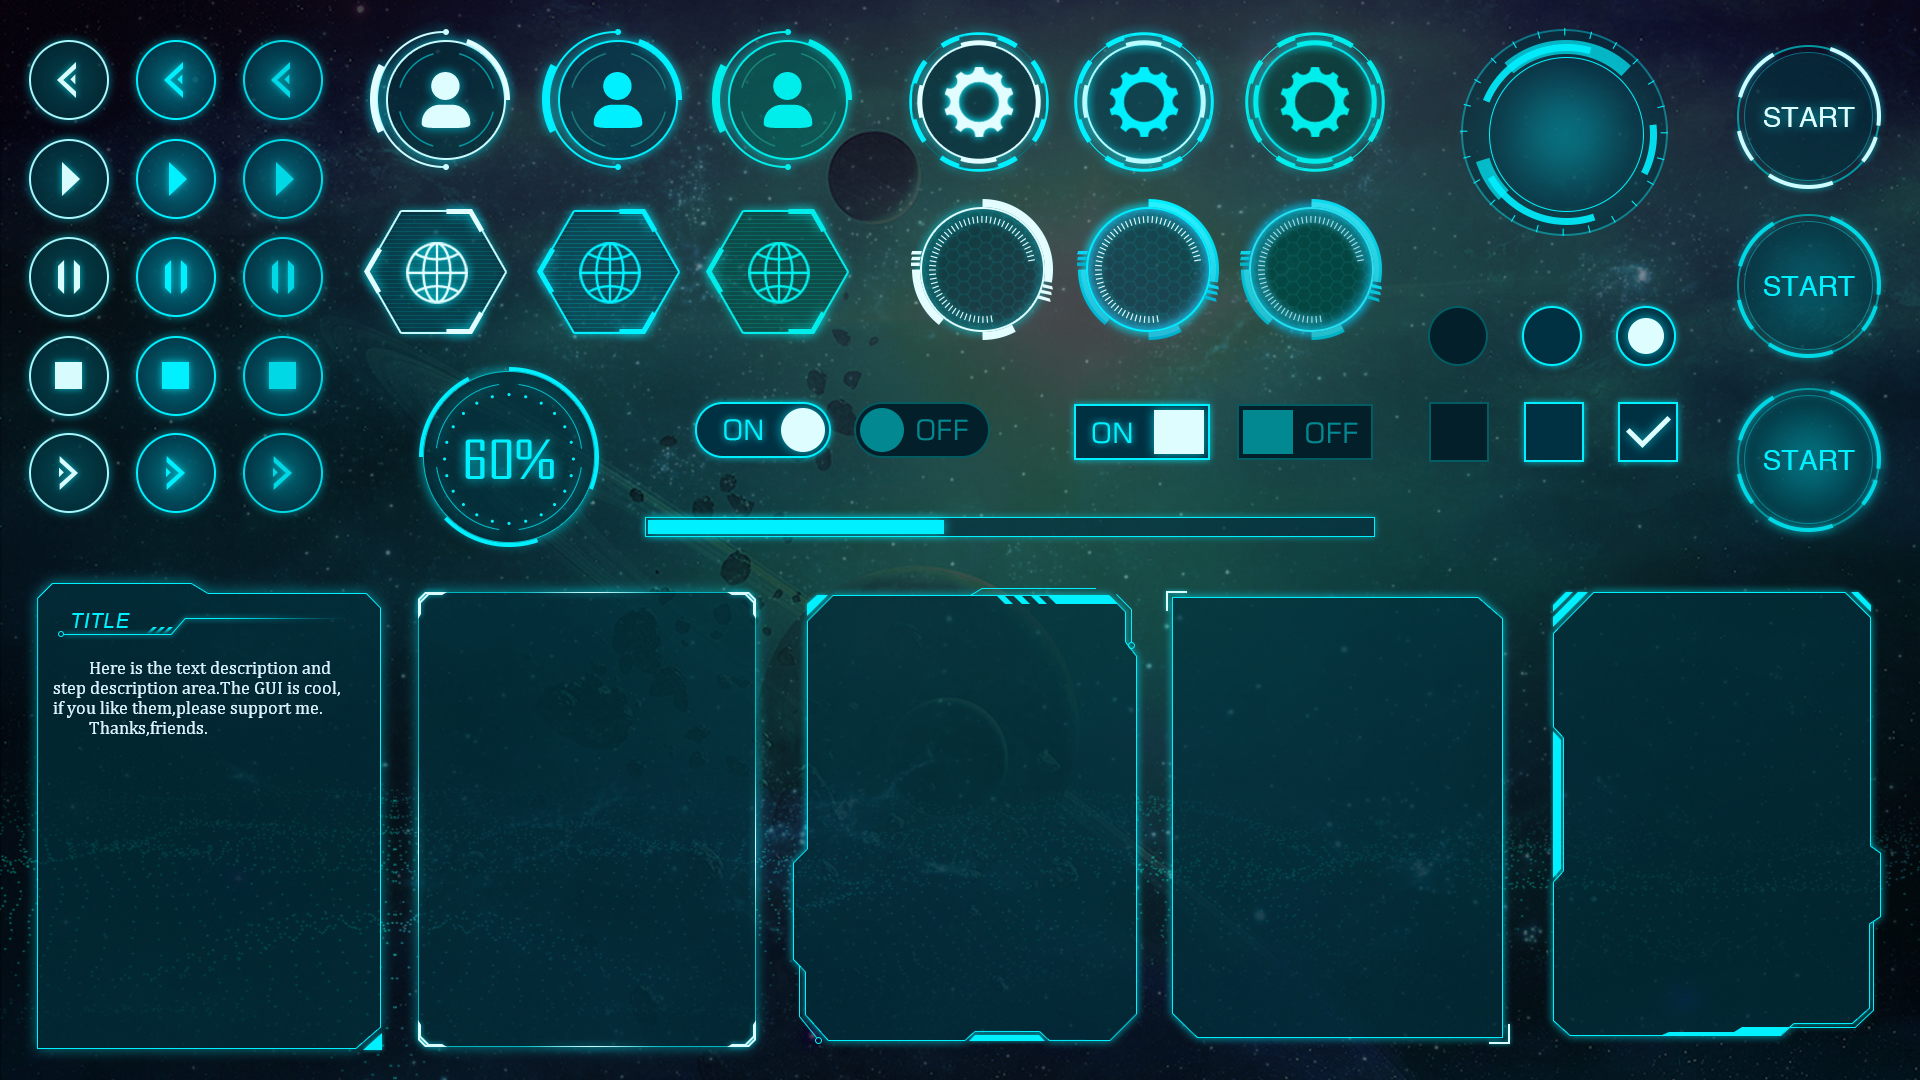 START
START
ON
OFF
ON
OFF
60%
START
TITLE
Here is the text description and
step description area.The GUI is cool,
if you like them,please support me.
Thanks,friends.